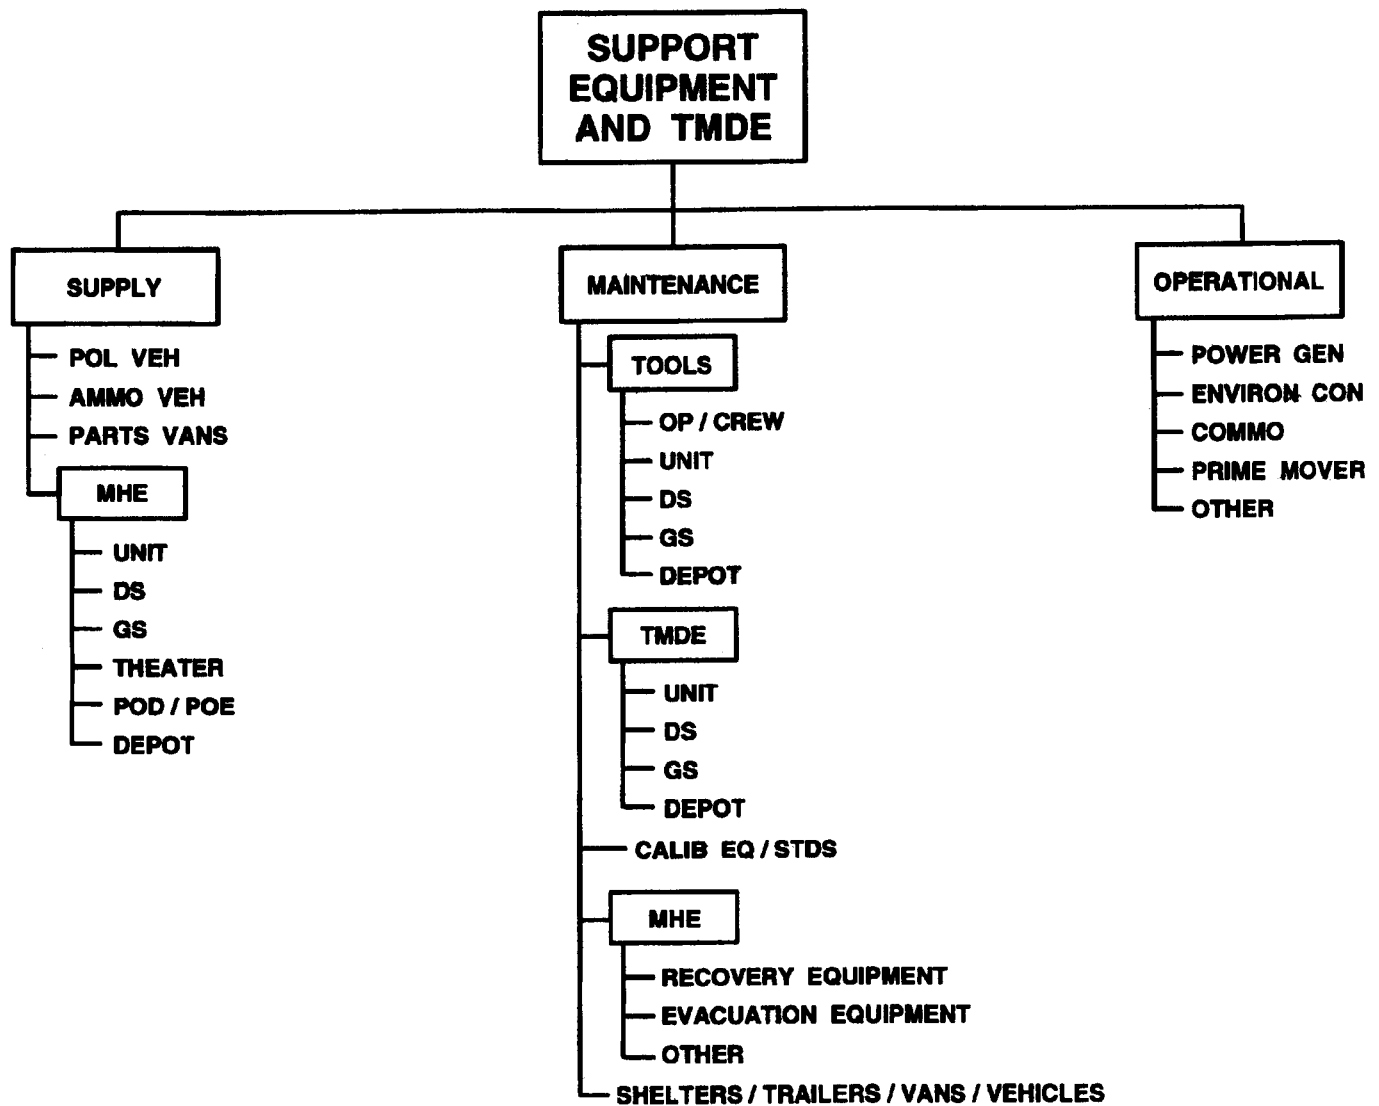 SUPPORT
EQUIPMENT
AND TMDE
SUPPLY
POL VEH
AMMO VEH
PARTS VANS
MHE
UNIT
DS
GS
THEATER
POD / POE
DEPOT
MAINTENANCE
TOOLS
OP / CREW
UNIT
DS
GS
DEPOT
TMDE
UNIT
DS
GS
DEPOT
CALIB EQ / STDS
MHE
RECOVERY EQUIPMENT
EVACUATION EQUIPMENT
OTHER
SHELTERS / TRAILERS / VANS / VEHICLES
OPERATIONAL
POWER GEN
ENVIRON CON
COMMO
PRIME MOVER
OTHER